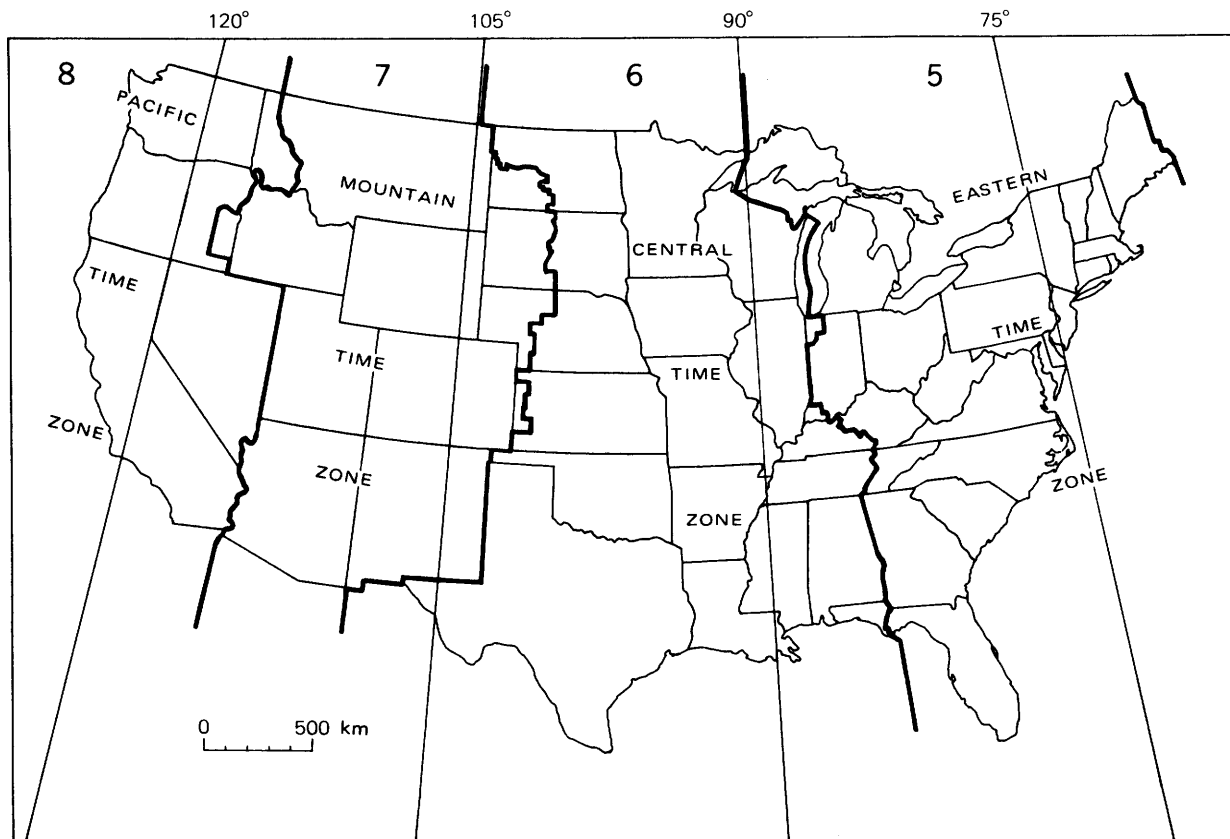 120°
105°
90°
75°
8
7
6
5
PACIFIC
MOUNTAIN
EASTERN
CENTRAL
TIME
TIME
TIME
TIME
ZONE
ZONE
ZONE
ZONE
0 500 km